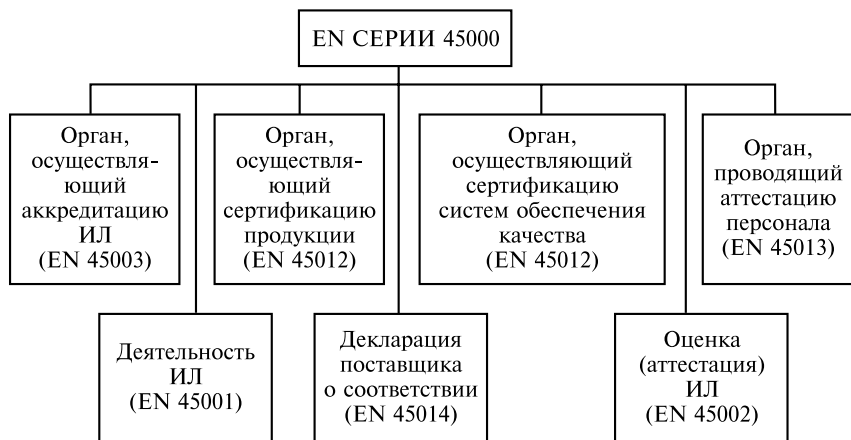 EN СЕРИИ 45000
Орган,
осуществля-
ющий
аккредитацию
ИЛ
(EN 45003)
Орган,
осуществля-
ющий
сертификацию
продукции
(EN 45012)
Орган,
осуществляющий
сертификацию
систем обеспечения
качества
(EN 45012)
Орган,
проводящий
аттестацию
персонала
(EN 45013)
Деятельность
ИЛ
(EN 45001)
Декларация
поставщика
о соответствии
(EN 45014)
Оценка
(аттестация)
ИЛ
(EN 45002)